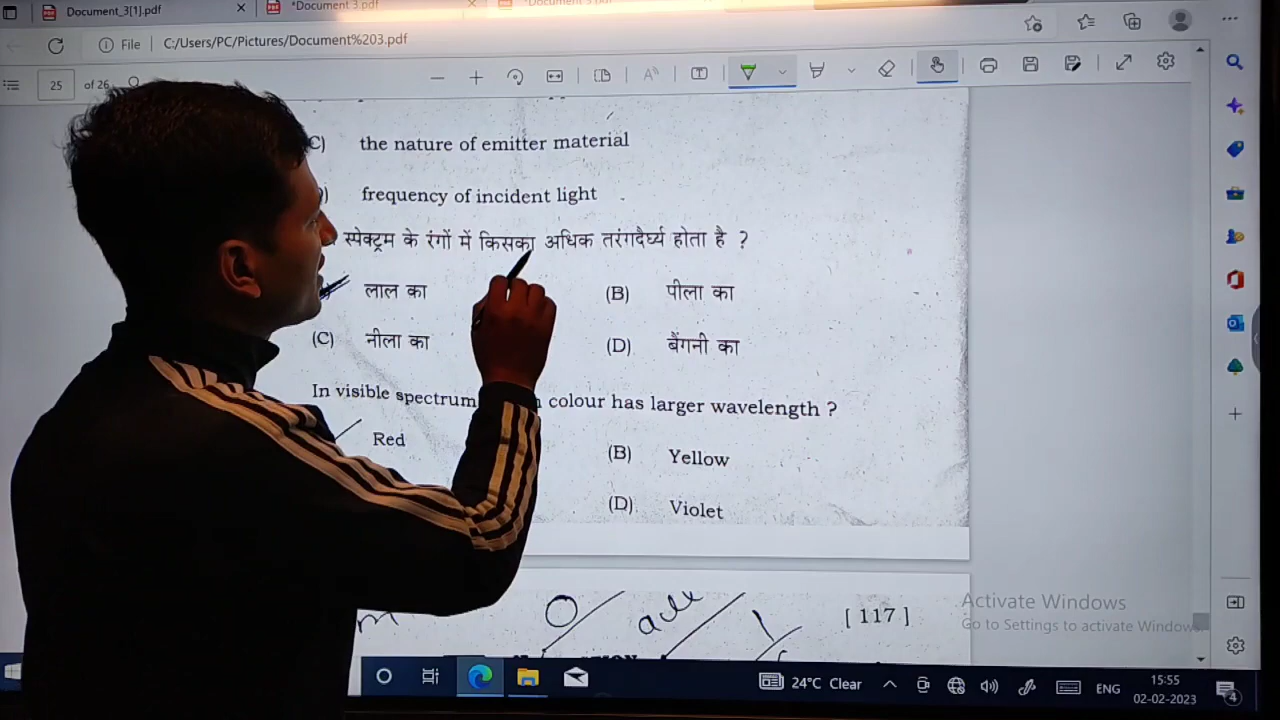 Document_3[1].pdf
*Document 3.pdf
File C:/Users/PC/Pictures/Document%203.pdf
25 of 26
C) the nature of emitter material
frequency of incident light
स्पेक्ट्रम के रंगों में किसका अधिक तरंगदैर्घ्य होता है ?
लाल का (B) पीला का
(C) नीला का (D) बैंगनी का
In visible spectrum colour has larger wavelength ?
Red (B) Yellow
(D) Violet
Activate Windows
Go to Settings to activate Windows.
[ 117 ]
24°C Clear
ENG
15:55
02-02-2023
4